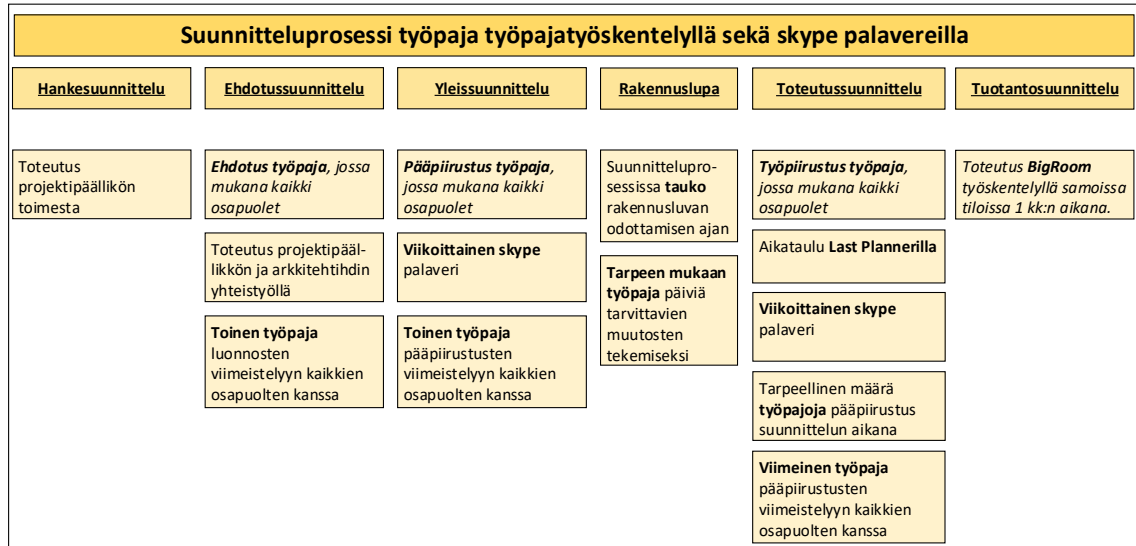 Suunnitteluprosessi työpaja työpajatyöskentelyllä sekä skype palavereilla
Hankesuunnittelu
Toteutus
projektipäällikön
toimesta
Ehdotussuunnittelu
Ehdotus työpaja, jossa
mukana kaikki
osapuolet
Toteutus projektipääl-
likkön ja arkkitehtihdin
yhteistyöllä
Toinen työpaja
luonnosten
viimeistelyyn kaikkien
osapuolten kanssa
Yleissuunnittelu
Pääpiirustus työpaja,
jossa mukana kaikki
osapuolet
Viikoittainen skype
palaveri
Toinen työpaja
pääpiirustusten
viimeistelyyn kaikkien
osapuolten kanssa
Rakennuslupa
Suunnittelupro-
sessissa tauko
rakennusluvan
odottamisen ajan
Tarpeen mukaan
työpaja päiviä
tarvittavien
muutosten
tekemiseksi
Toteutussuunnittelu
Työpiirustus työpaja,
jossa mukana kaikki
osapuolet
Aikataulu Last Plannerilla
Viikoittainen skype
palaveri
Tarpeellinen määrä
työpajoja pääpiirustus
suunnittelun aikana
Viimeinen työpaja
pääpiirustusten
viimeistelyyn kaikkien
osapuolten kanssa
Tuotantosuunnittelu
Toteutus BigRoom
työskentelyllä samoissa
tiloissa 1 kk:n aikana.